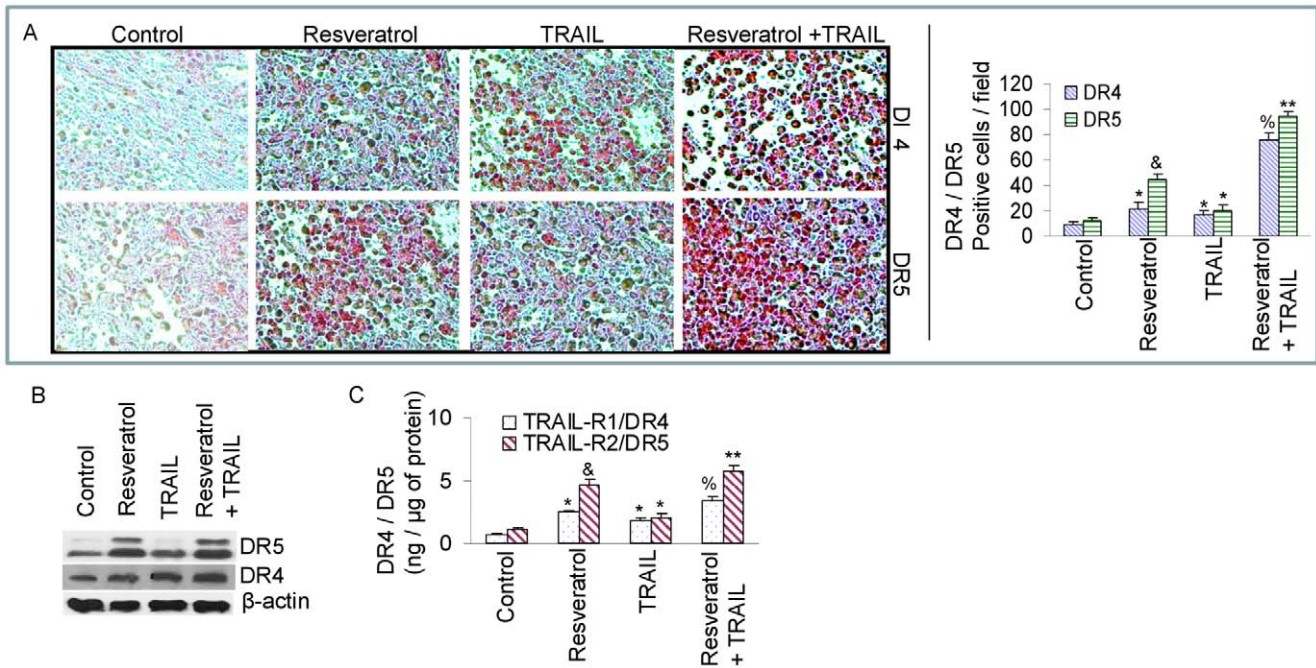 A
Control
Resveratrol
TRAIL
Resveratrol +TRAIL
DI 4
DR5
DR4 / DR5
Positive cells / field
120
100
80
60
40
20
0
DR4
DR5
*
&
*
*
%
**
Control
Resveratrol
TRAIL
Resveratrol
+ TRAIL
B
Control
Resveratrol
TRAIL
Resveratrol
+ TRAIL
DR5
DR4
β-actin
C
DR4 / DR5
(ng / µg of protein)
10
5
0
TRAIL-R1/DR4
TRAIL-R2/DR5
*
&
*
*
%
**
Control
Resveratrol
TRAIL
Resveratrol
+ TRAIL